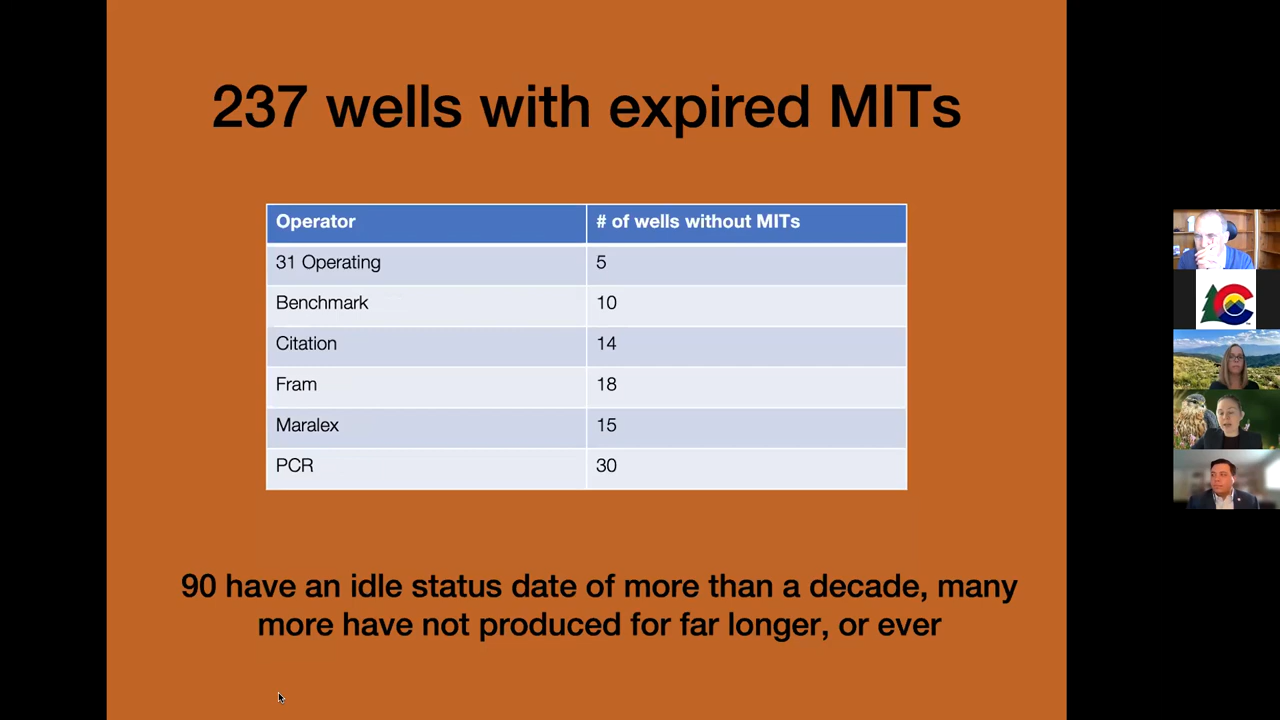 237 wells with expired MITs
Operator # of wells without MITs
31 Operating 5
Benchmark 10
Citation 14
Fram 18
Maralex 15
PCR 30
90 have an idle status date of more than a decade, many
more have not produced for far longer, or ever